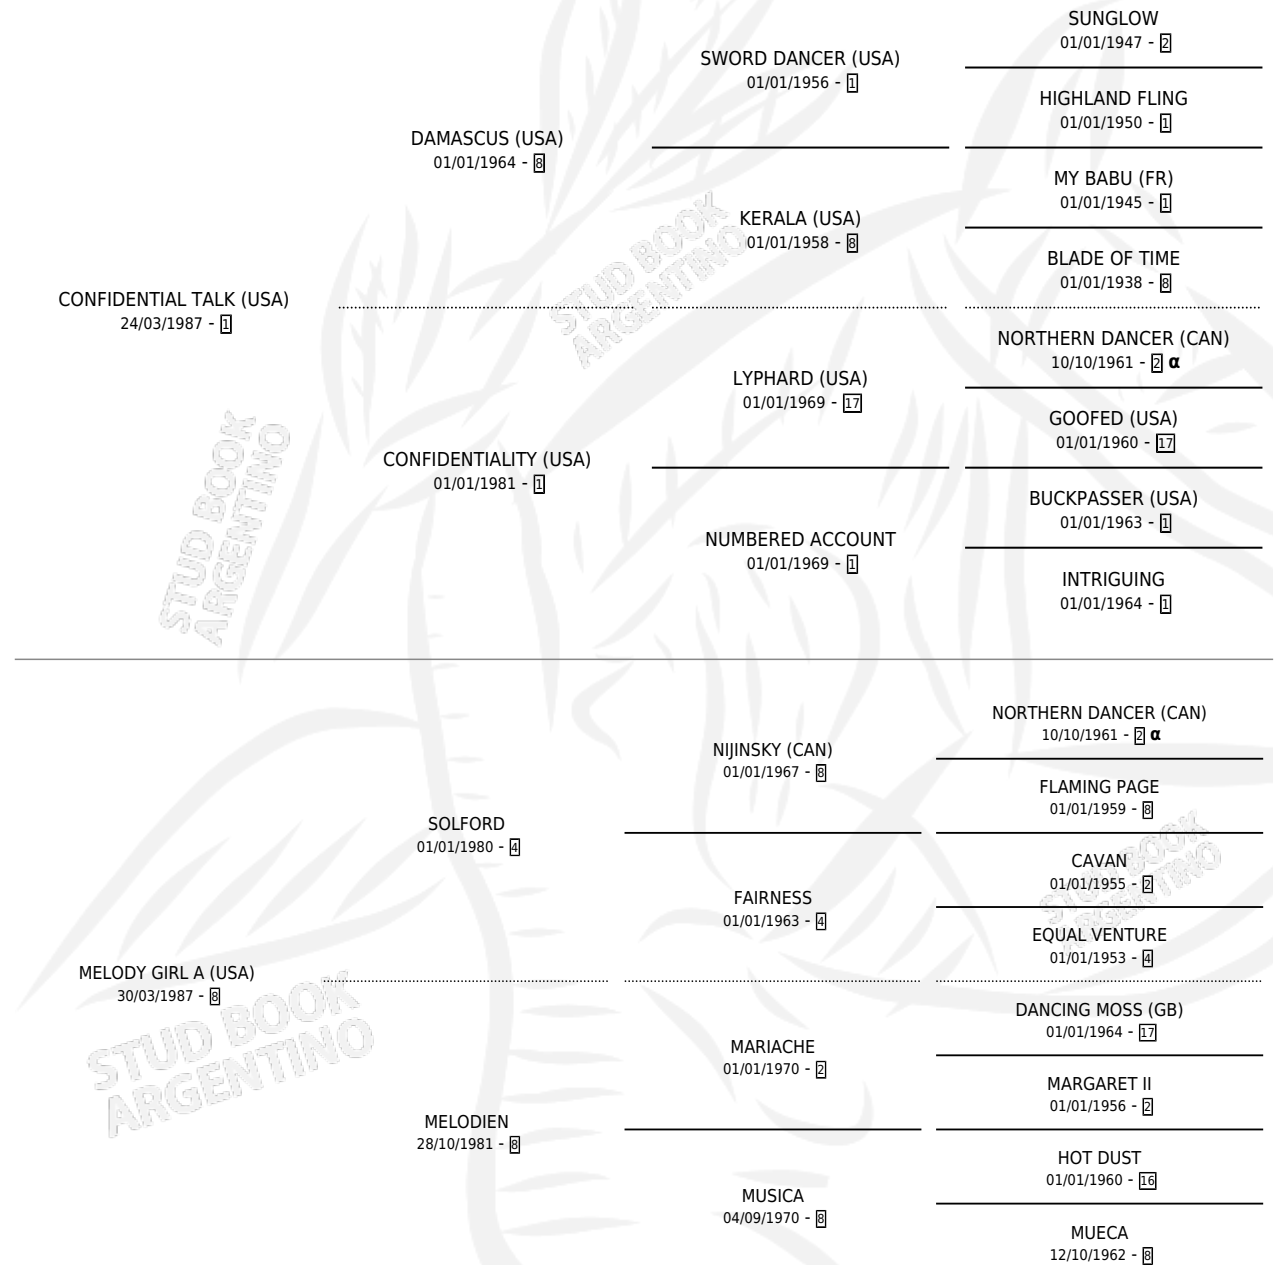 SUNGLOW
01/01/1947 - 2
SWORD DANCER (USA)
01/01/1956 - 1
HIGHLAND FLING
01/01/1950 - 1
DAMASCUS (USA)
01/01/1964 - 8
MY BABU (FR)
01/01/1945 - 1
KERALA (USA)
01/01/1958 - 8
BLADE OF TIME
01/01/1938 - 8
CONFIDENTIAL TALK (USA)
24/03/1987 - 1
NORTHERN DANCER (CAN)
10/10/1961 - 2 α
LYPHARD (USA)
01/01/1969 - 17
GOOFED (USA)
01/01/1960 - 17
CONFIDENTIALITY (USA)
01/01/1981 - 1
BUCKPASSER (USA)
01/01/1963 - 1
NUMBERED ACCOUNT
01/01/1969 - 1
INTRIGUING
01/01/1964 - 1
NORTHERN DANCER (CAN)
10/10/1961 - 2 α
NIJINSKY (CAN)
01/01/1967 - 8
FLAMING PAGE
01/01/1959 - 8
SOLFORD
01/01/1980 - 4
CAVAN
01/01/1955 - 2
FAIRNESS
01/01/1963 - 4
EQUAL VENTURE
01/01/1953 - 4
MELODY GIRL A (USA)
30/03/1987 - 8
DANCING MOSS (GB)
01/01/1964 - 17
MARIACHE
01/01/1970 - 2
MARGARET II
01/01/1956 - 2
MELODIEN
28/10/1981 - 8
HOT DUST
01/01/1960 - 16
MUSICA
04/09/1970 - 8
MUECA
12/10/1962 - 8
STUD BOOK
ARGENTINO
STUD BOOK
ARGENTINO
STUD BOOK
ARGENTINO
STUD BOOK
ARGENTINO